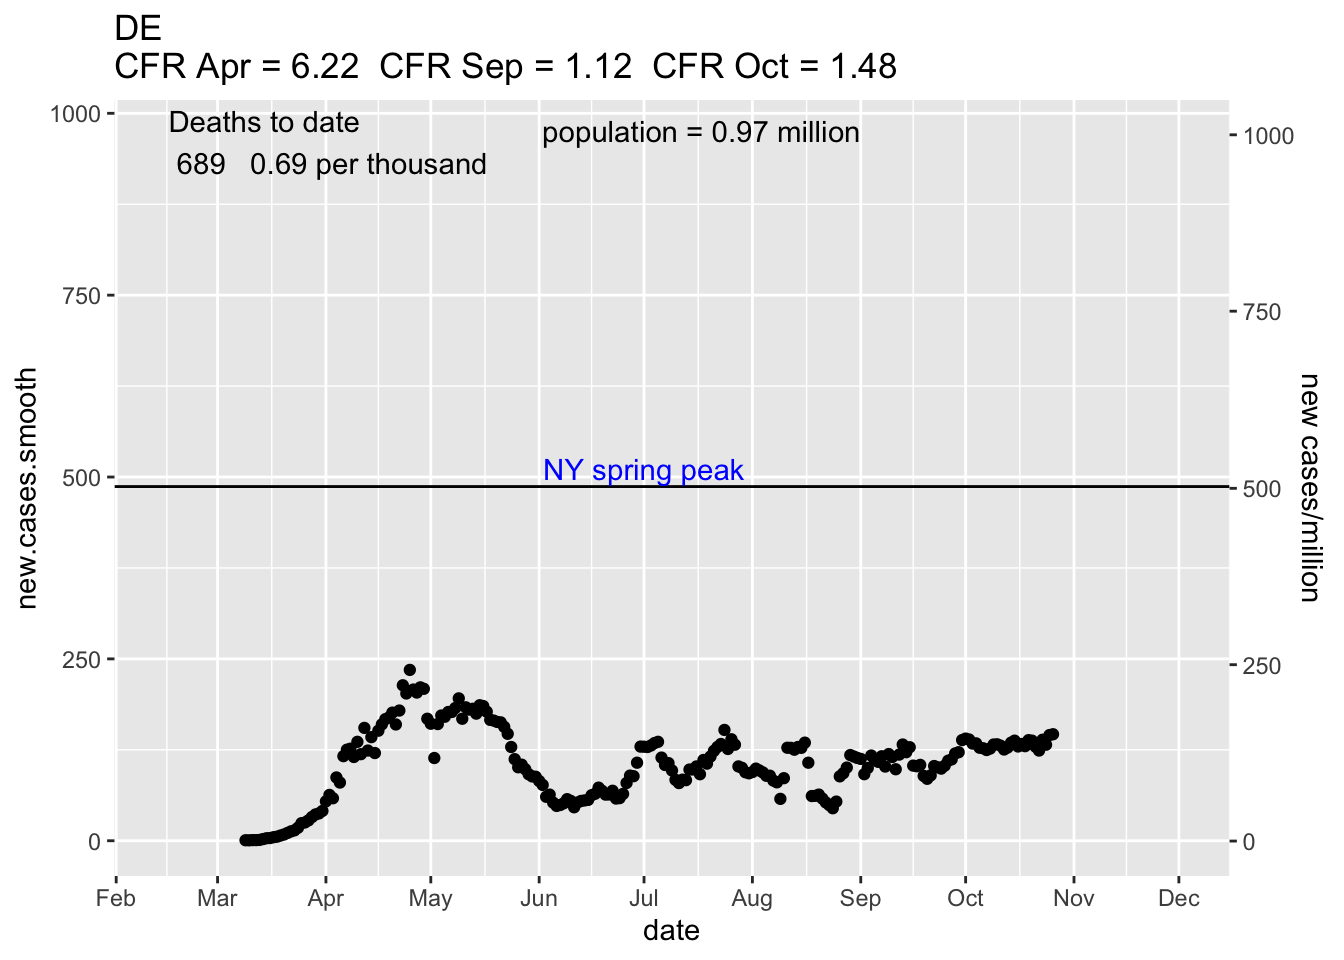 DE
CFR Apr = 6.22  CFR Sep = 1.12  CFR Oct = 1.48
Deaths to date
689   0.69 per thousand
population = 0.97 million
NY spring peak
1000
750
500
250
0
new.cases.smooth
1000
750
500
250
0
new cases/million
Feb Mar Apr May Jun Jul Aug Sep Oct Nov Dec
date